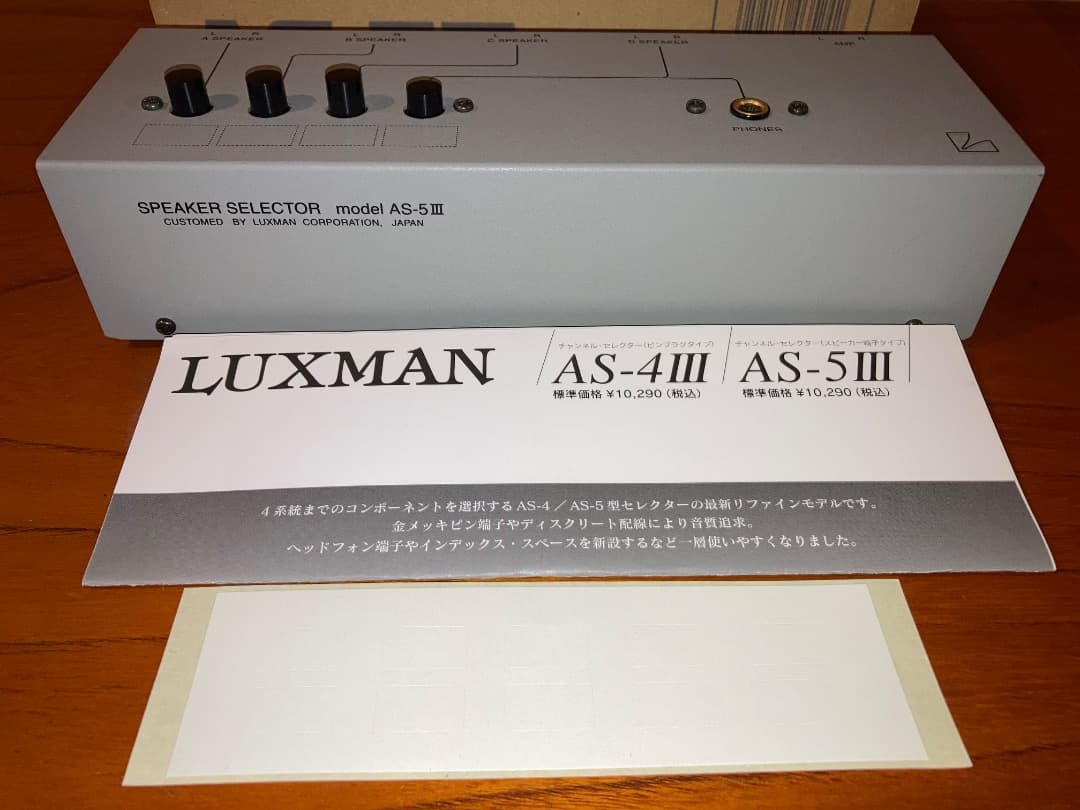 L R L R L R L R L R
A SPEAKER B SPEAKER C SPEAKER D SPEAKER AMP
PHONES
SPEAKER SELECTOR model AS-5III
CUSTOMED BY LUXMAN CORPORATION, JAPAN
LUXMAN
チャンネル・セレクター(ピンプラグタイプ)
AS-4III
標準価格 ¥10,290(税込)
チャンネル・セレクター(スピーカー端子タイプ)
AS-5III
標準価格 ¥10,290(税込)
4系統までのコンポーネントを選択するAS-4/AS-5型セレクターの最新リファインモデルです。
金メッキピン端子やディスクリート配線により音質追求。
ヘッドフォン端子やインデックス・スペースを新設するなど一層使いやすくなりました。